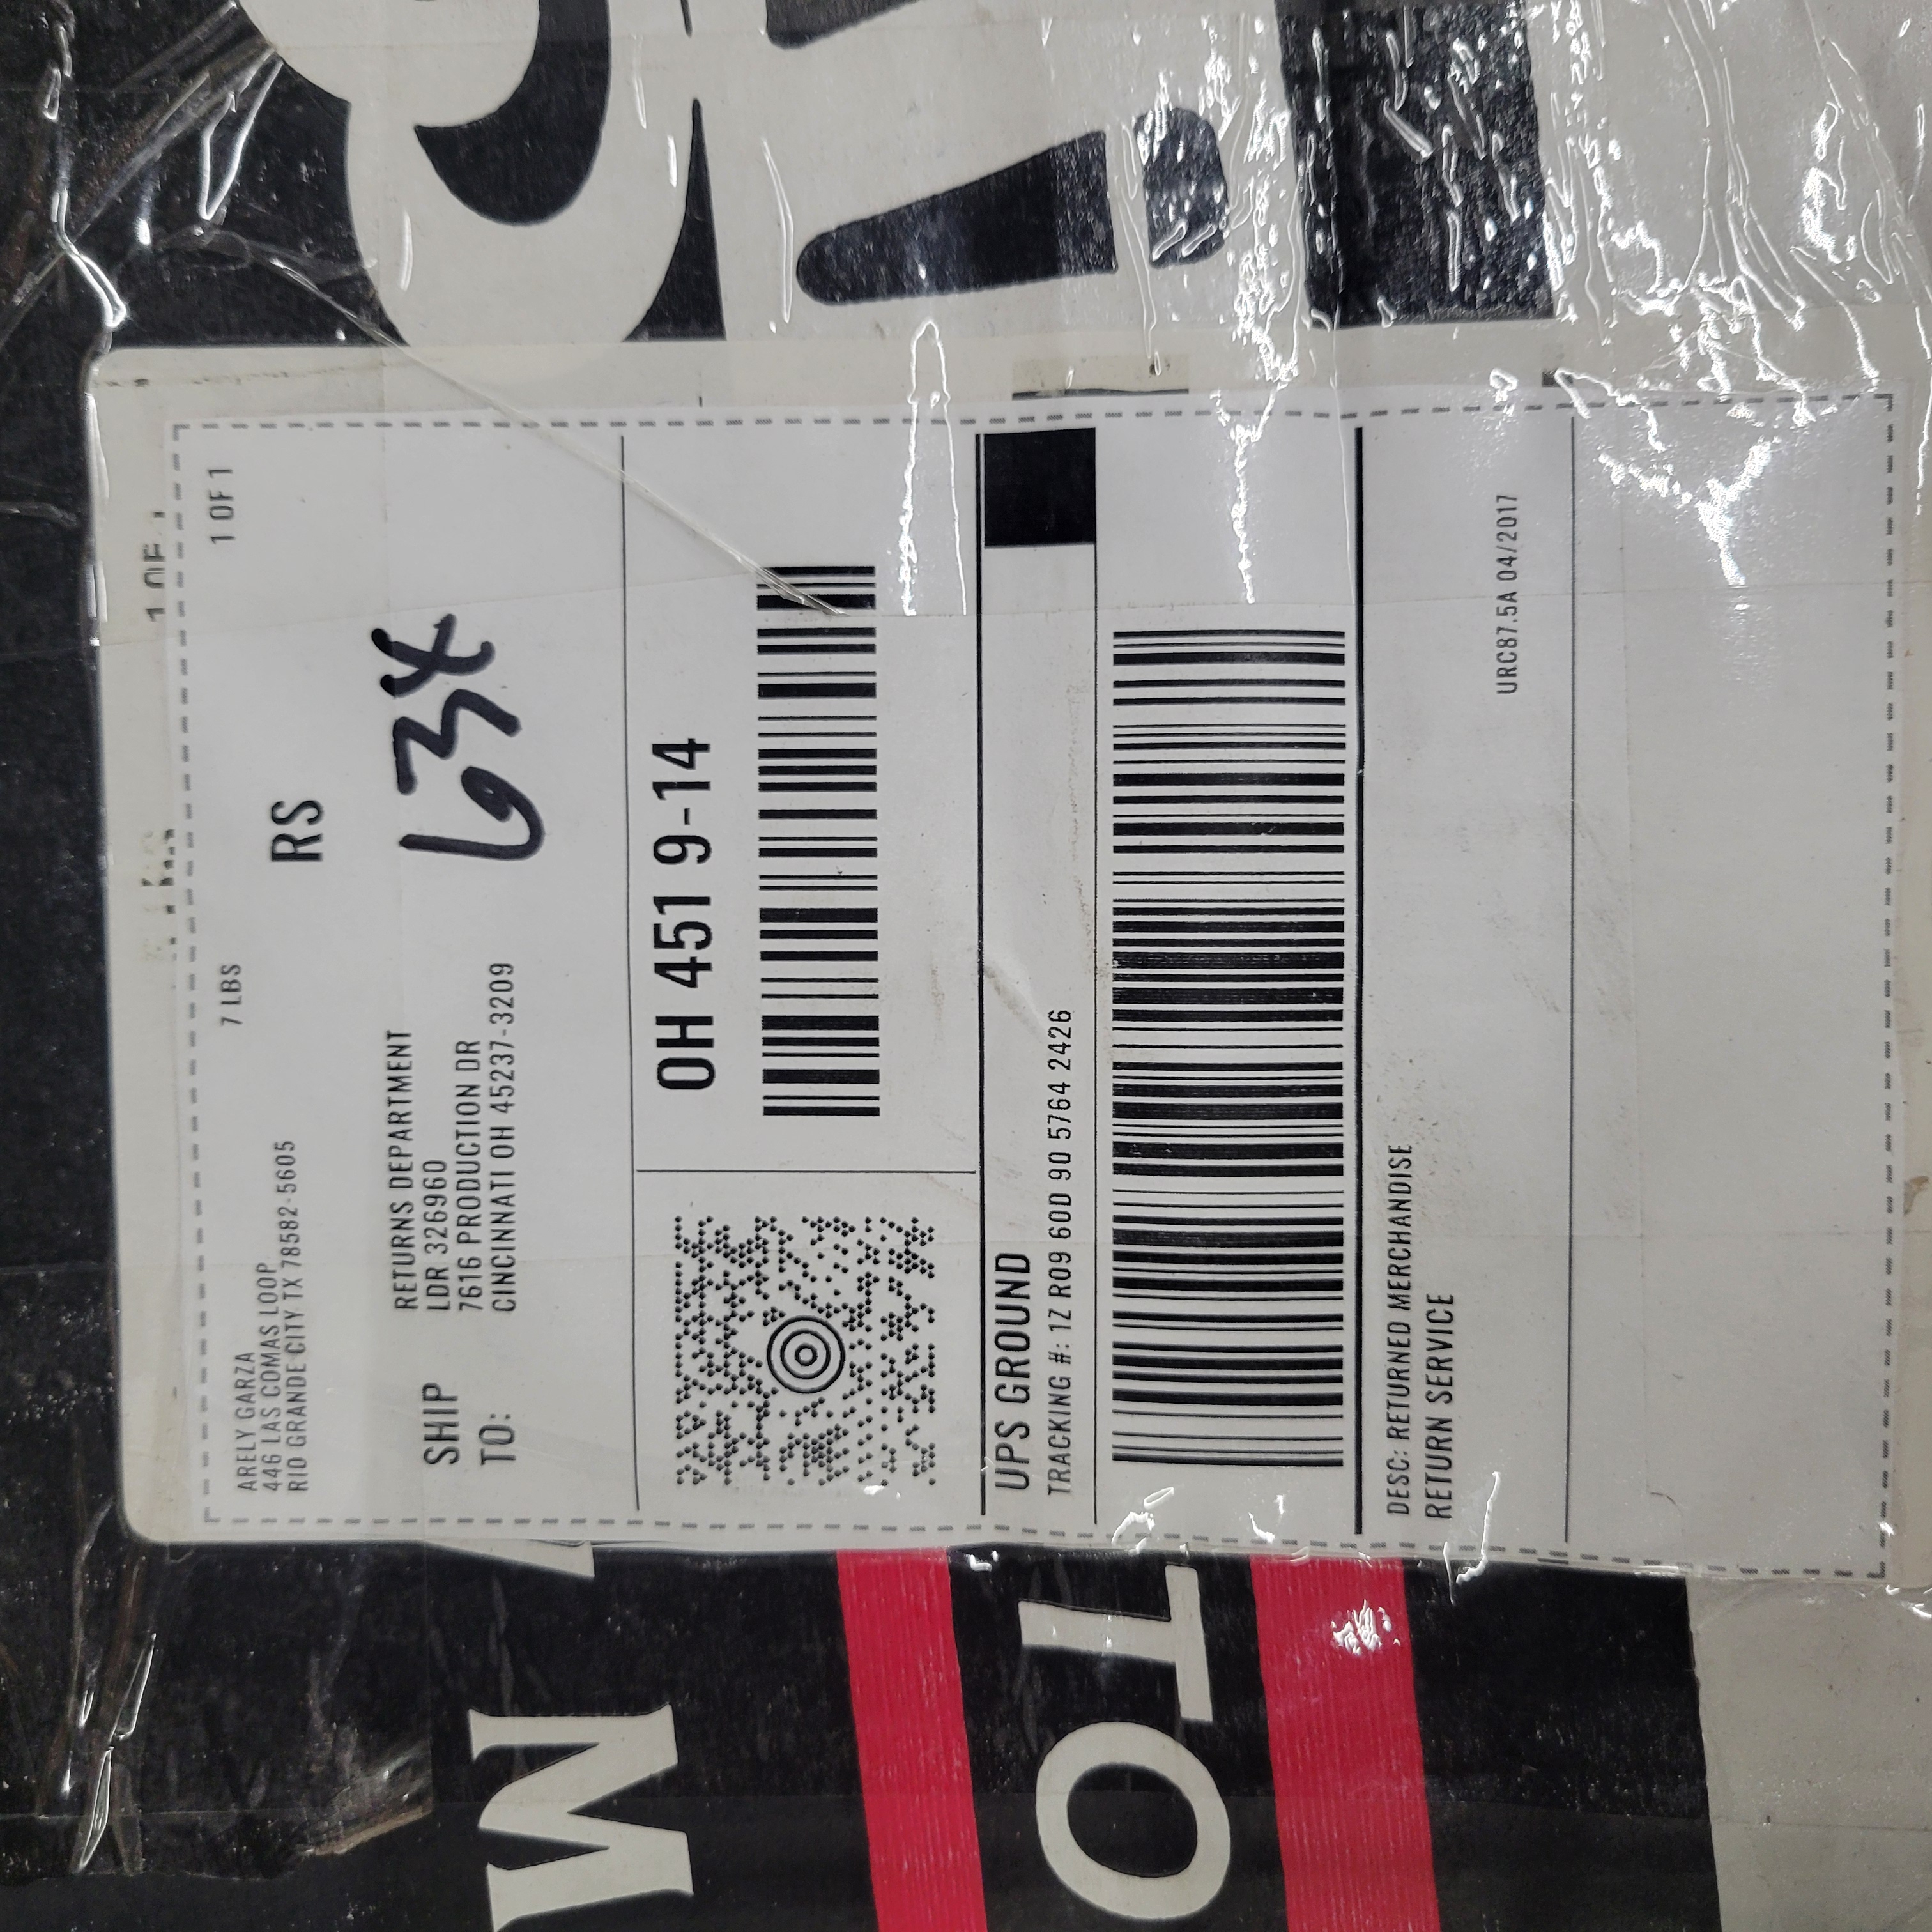 ARELY GARZA
446 LAS COMAS LOOP
RIO GRANDE CITY TX 78582-5605
7 LBS
1 OF 1
RS
SHIP TO:
RETURNS DEPARTMENT
LDR 326960
7616 PRODUCTION DR
CINCINNATI OH 45237-3209
63X
OH 451 9-14
UPS GROUND
TRACKING #: 1Z R09 60D 90 5764 2426
DESC: RETURNED MERCHANDISE
RETURN SERVICE
URC87.5A 04/2017
M
TO